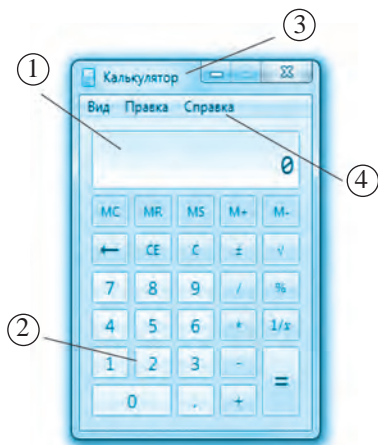 3
1
Калькулятор
Вид Правка Справка
0
4
MC MR MS M+ M-
← CE C ± √
7 8 9 / %
4 5 6 * 1/x
2
1 2 3 - =
0 . +